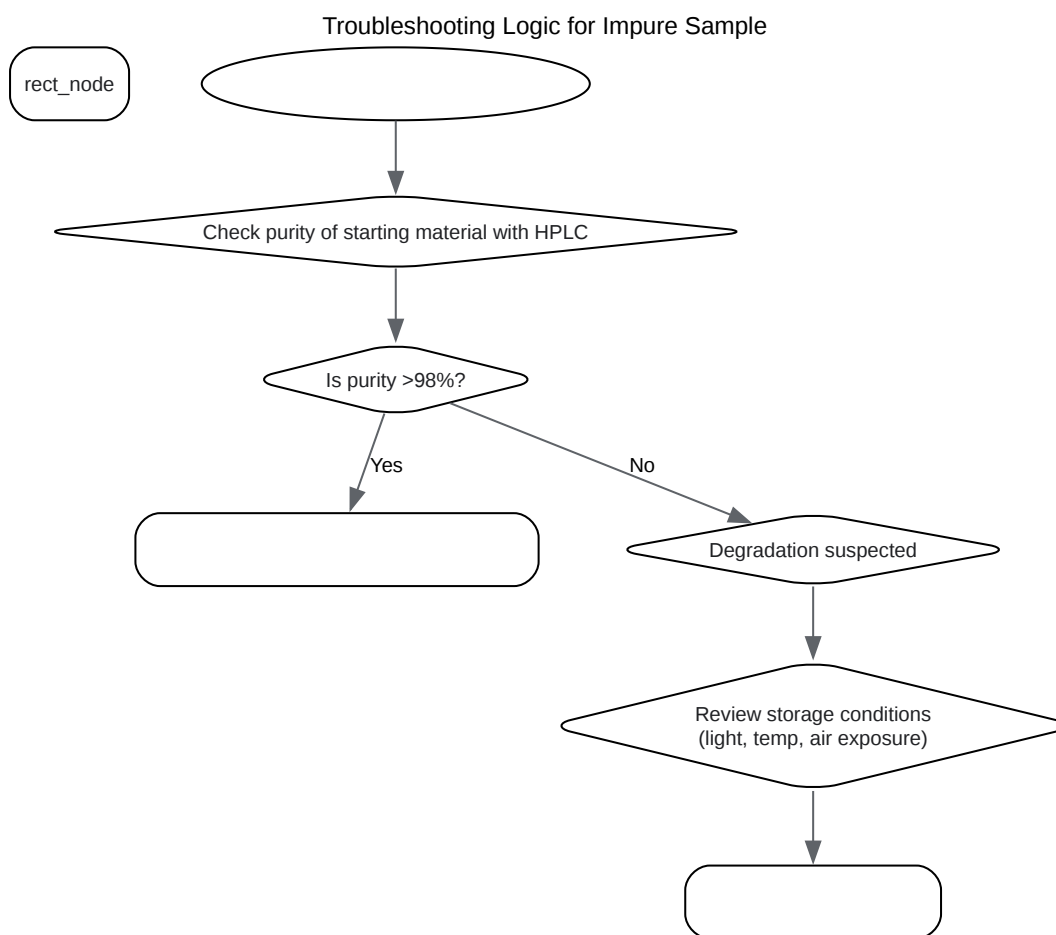 Troubleshooting Logic for Impure Sample
rect_node
Check purity of starting material with HPLC
Is purity >98%?
Yes
No
Degradation suspected
Review storage conditions
(light, temp, air exposure)